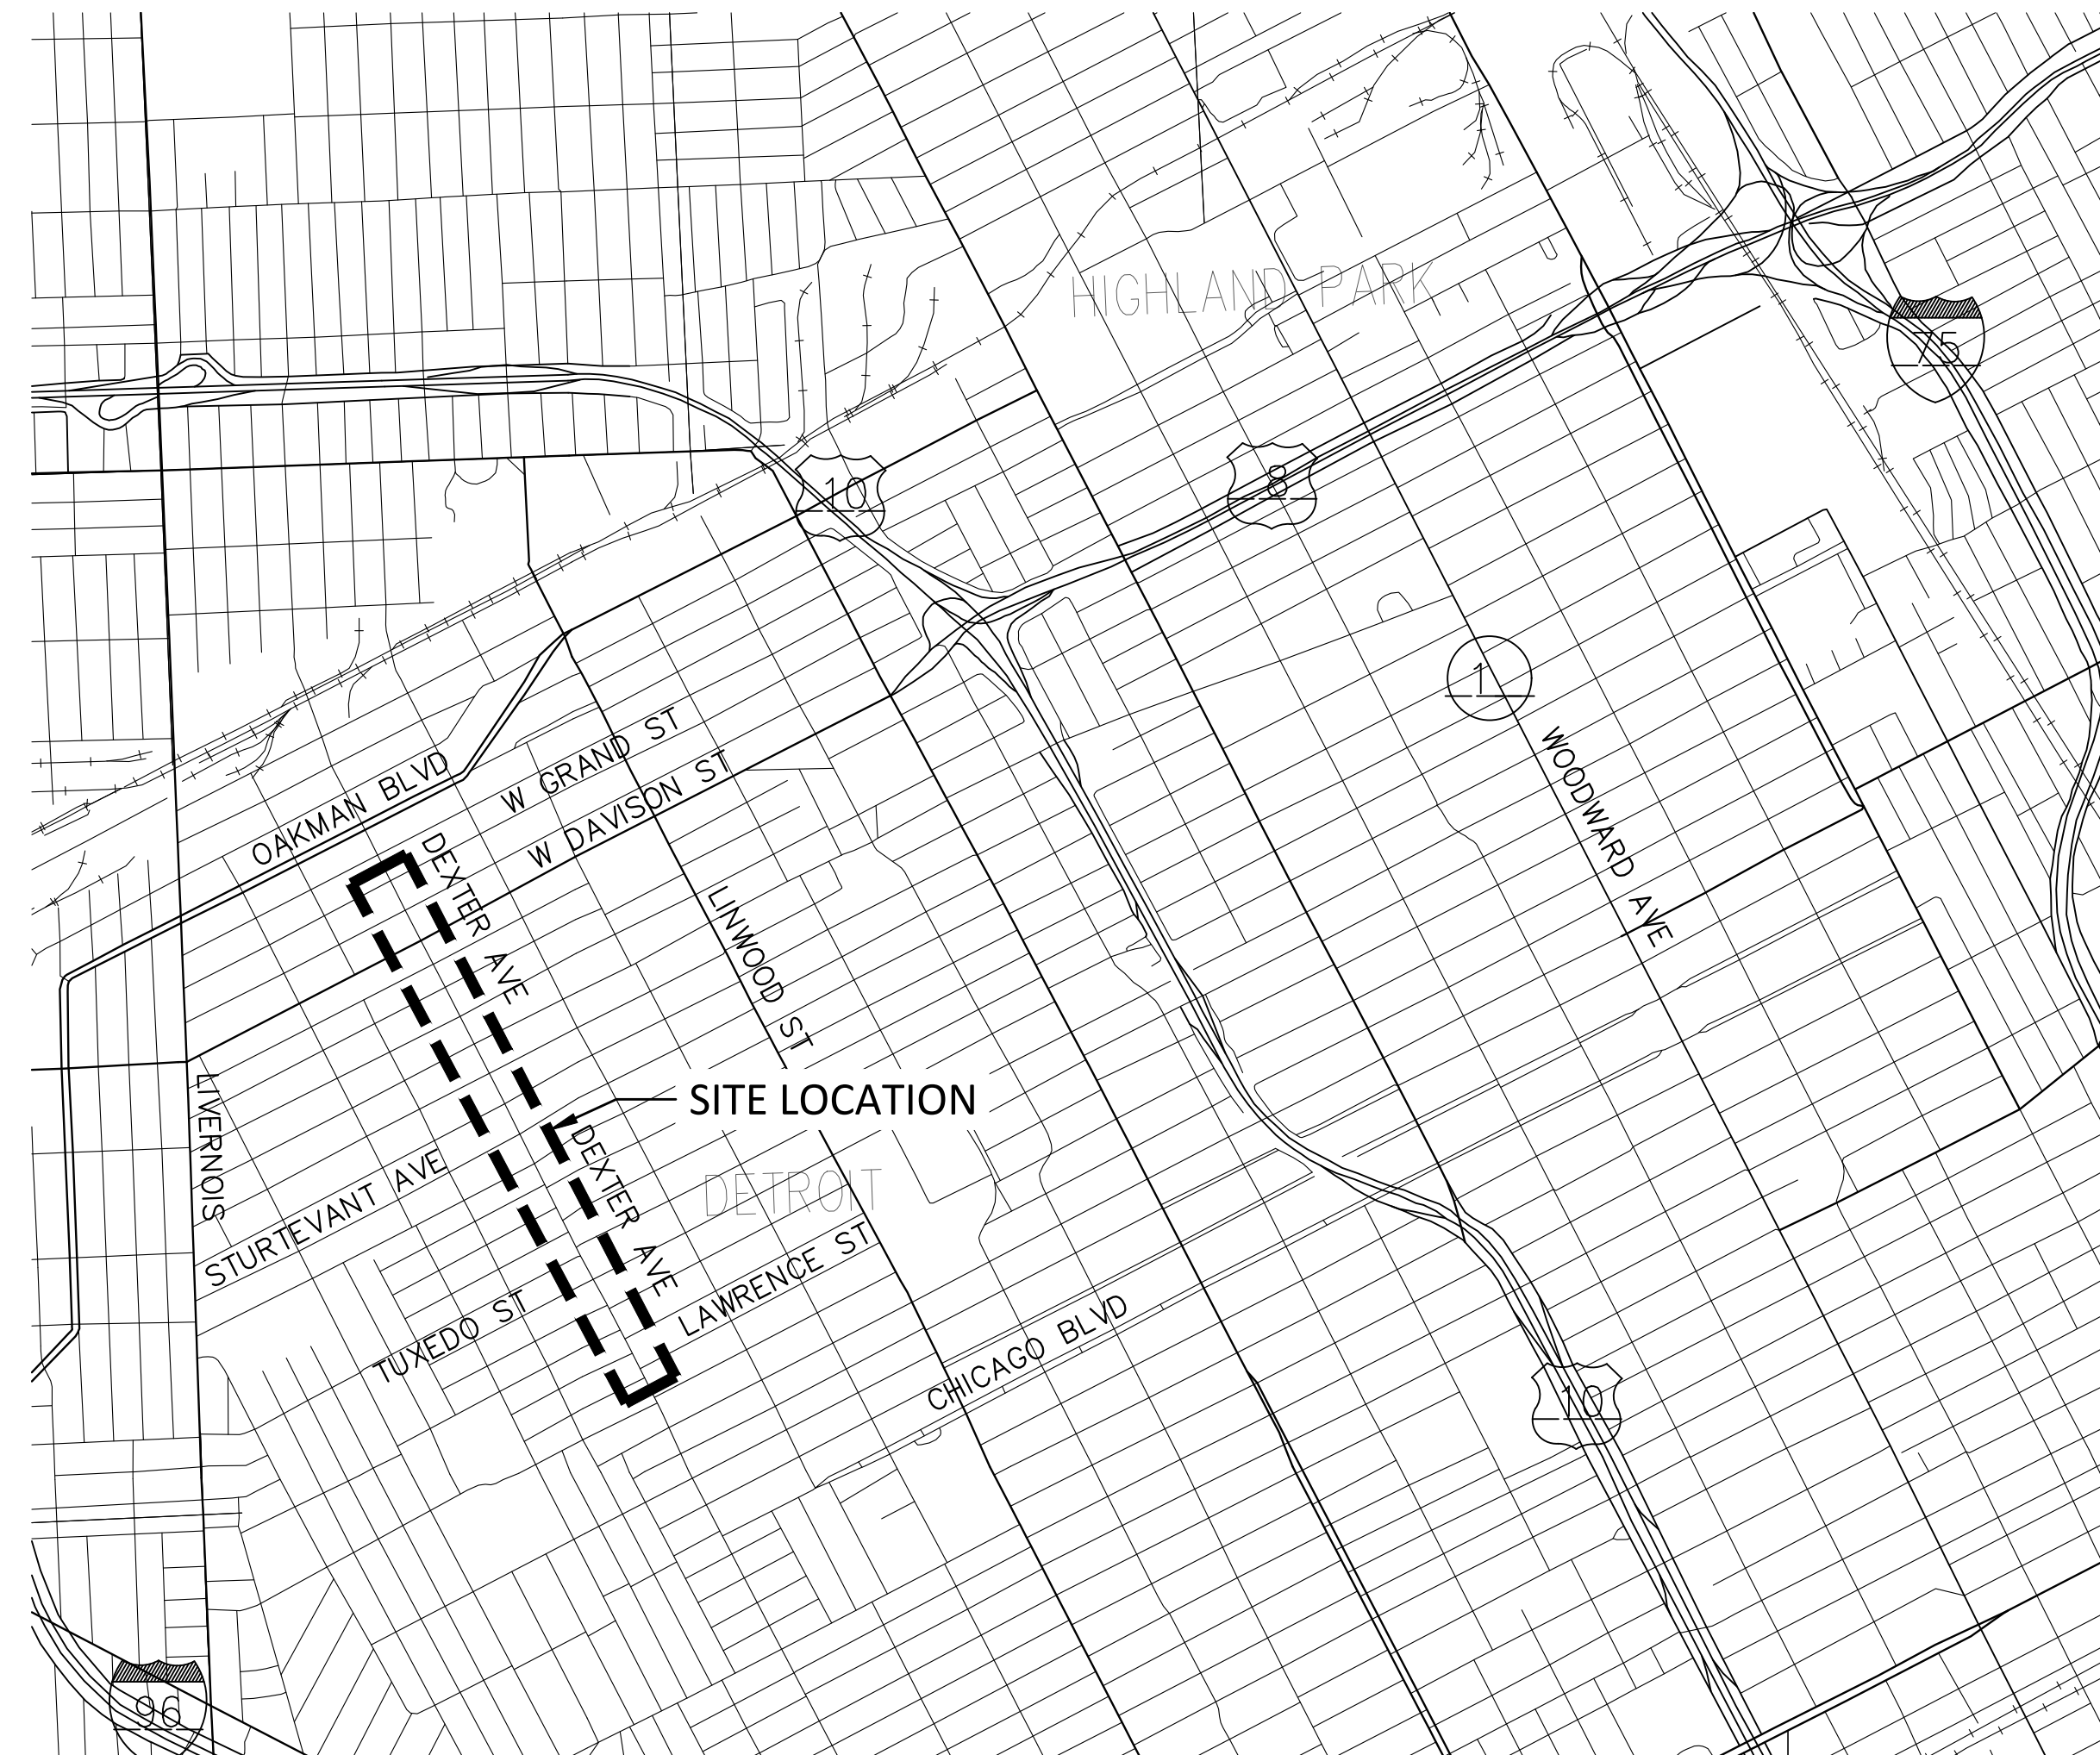 HIGHLAND PARK
75
10
8
1
OAKMAN BLVD
W GRAND ST
W DAVISON ST
DEXTER AVE
LINWOOD ST
WOODWARD AVE
LIVERNOIS
SITE LOCATION
STURTEVANT AVE
DEXTER AVE
DETROIT
TUXEDO ST
LAWRENCE ST
CHICAGO BLVD
10
96